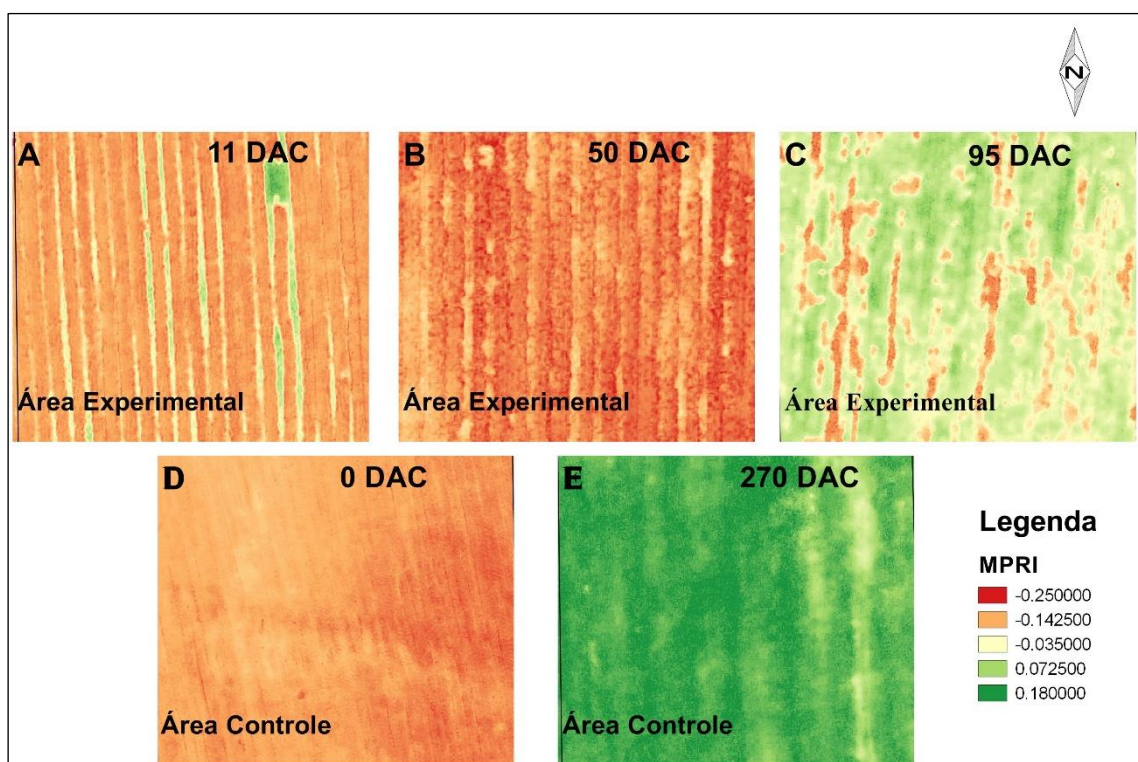 N
A
11 DAC
Área Experimental
B
50 DAC
Área Experimental
C
95 DAC
Área Experimental
D
0 DAC
Área Controle
E
270 DAC
Área Controle
Legenda
MPRI
-0.250000
-0.142500
-0.035000
0.072500
0.180000